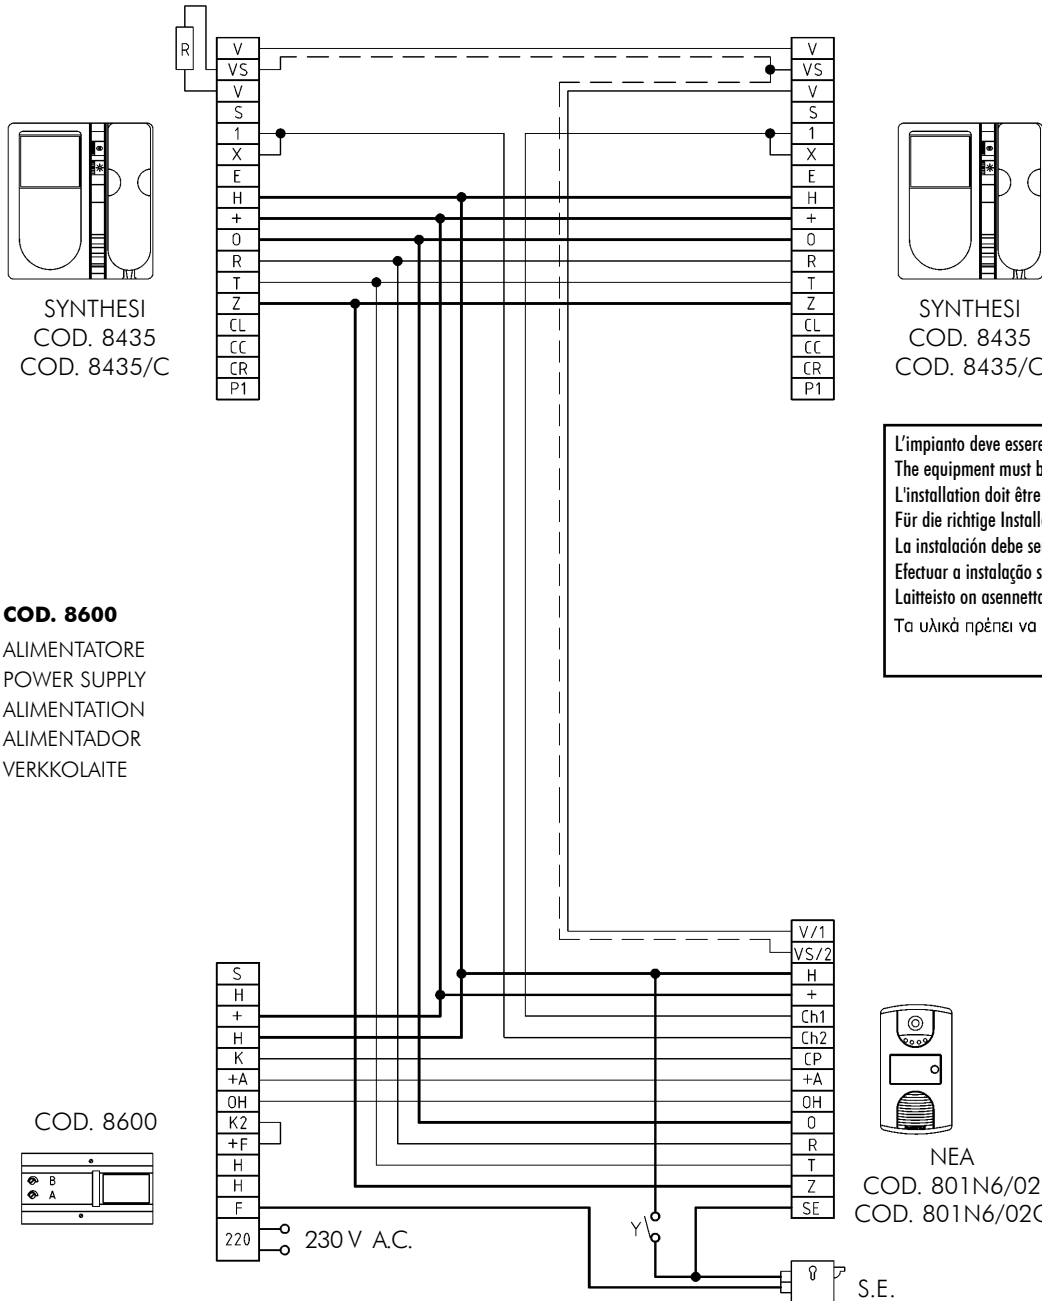 R
V
VS
V
S
1
X
E
H
+
O
R
T
Z
CL
CC
CR
P1
V
VS
V
S
1
X
E
H
+
O
R
T
Z
CL
CC
CR
P1
SYNTHESI
COD. 8435
COD. 8435/C
SYNTHESI
COD. 8435
COD. 8435/C
L'impianto deve essere
The equipment must b
L'installation doit être
Für die richtige Install
La instalación debe se
Efectuar a instalação s
Laitteisto on asennetta
Τα υλικά πρέπει να
COD. 8600
ALIMENTATORE
POWER SUPPLY
ALIMENTATION
ALIMENTADOR
VERKKOLAITE
S
H
+
H
K
+A
OH
K2
+F
H
H
F
220
230 V A.C.
COD. 8600
B
A
V/1
VS/2
H
+
Ch1
Ch2
CP
+A
OH
O
R
T
Z
SE
Y
S.E.
NEA
COD. 801N6/02
COD. 801N6/02C